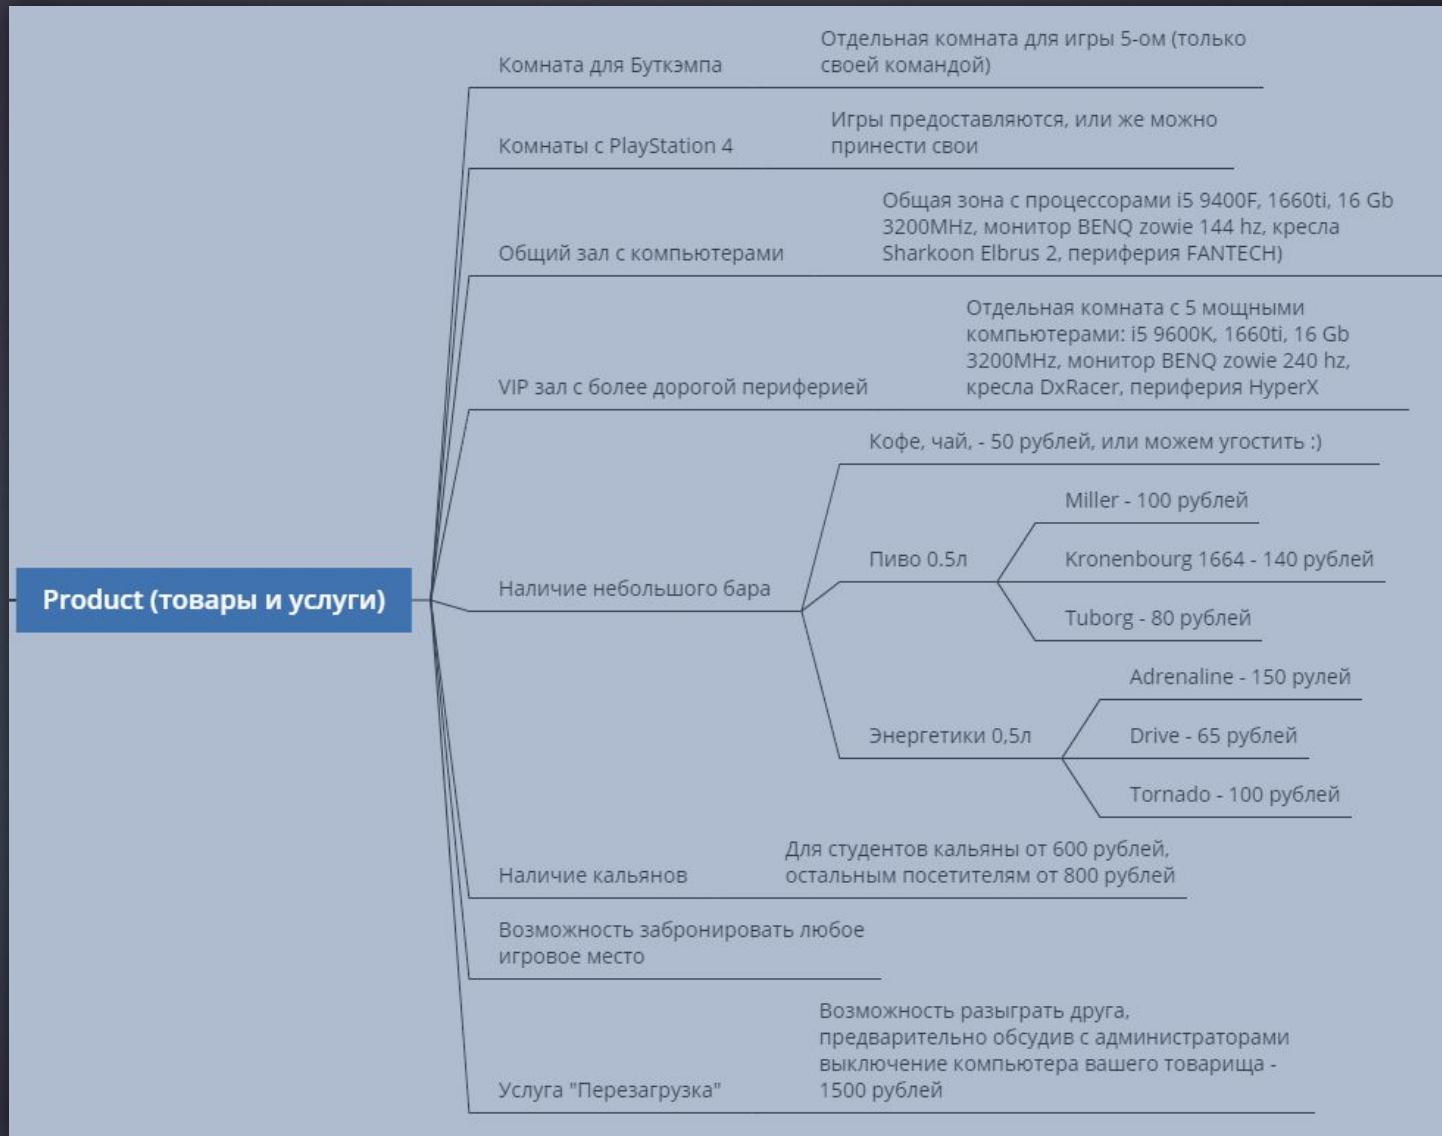 Product (товары и услуги)
Комната для Буткэмпа
Отдельная комната для игры 5-ом (только
своей командой)
Комнаты с PlayStation 4
Игры предоставляются, или же можно
принести свои
Общий зал с компьютерами
Общая зона с процессорами i5 9400F, 1660ti, 16 Gb
3200MHz, монитор BENQ zowie 144 hz, кресла
Sharkoon Elbrus 2, периферия FANTECH)
VIP зал с более дорогой периферией
Отдельная комната с 5 мощными
компьютерами: i5 9600K, 1660ti, 16 Gb
3200MHz, монитор BENQ zowie 240 hz,
кресла DxRacer, периферия HyperX
Наличие небольшого бара
Кофе, чай, - 50 рублей, или можем угостить :)
Пиво 0.5л
Miller - 100 рублей
Kronenbourg 1664 - 140 рублей
Tuborg - 80 рублей
Энергетики 0,5л
Adrenaline - 150 рулей
Drive - 65 рублей
Tornado - 100 рублей
Наличие кальянов
Для студентов кальяны от 600 рублей,
остальным посетителям от 800 рублей
Возможность забронировать любое
игровое место
Услуга "Перезагрузка"
Возможность разыграть друга,
предварительно обсудив с администраторами
выключение компьютера вашего товарища -
1500 рублей